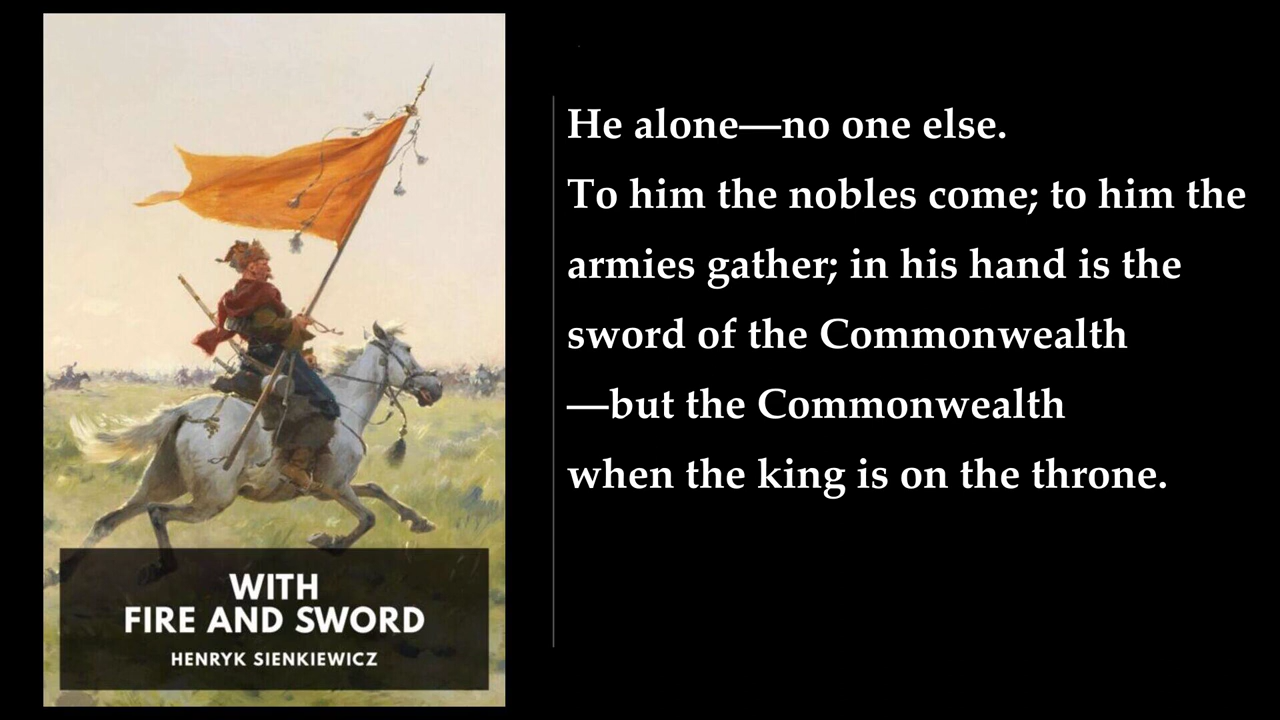 WITH
FIRE AND SWORD
HENRYK SIENKIEWICZ
He alone—no one else.
To him the nobles come; to him the
armies gather; in his hand is the
sword of the Commonwealth
—but the Commonwealth
when the king is on the throne.